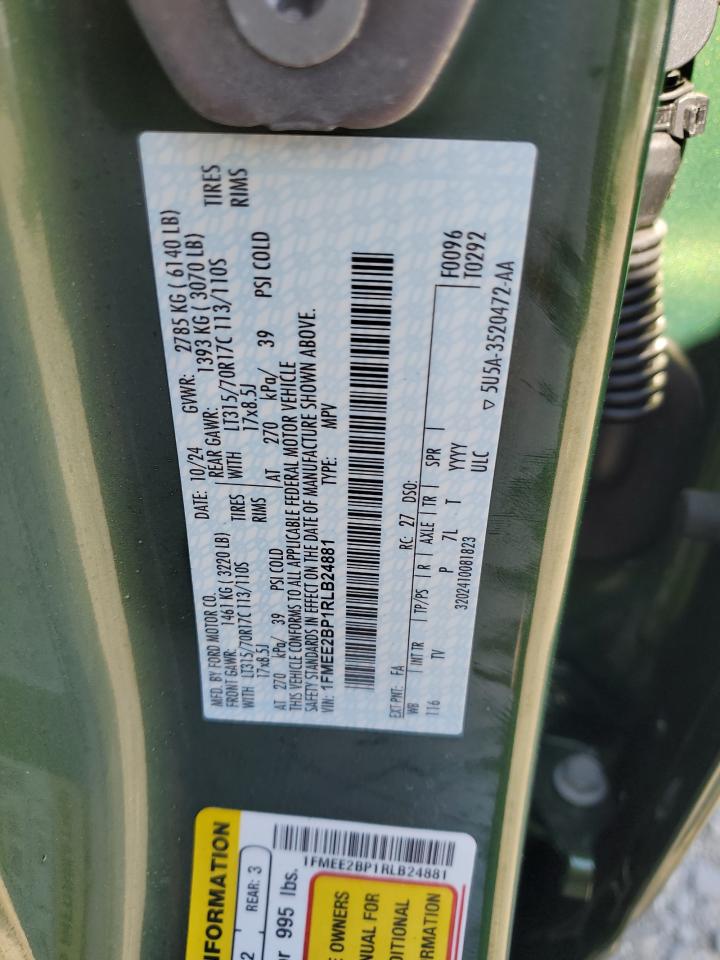 MFD. BY FORD MOTOR CO.
DATE: 10/24 GVWR: 2785 KG ( 6140 LB)
FRONT GAWR: 1461KG ( 3220 LB) REAR GAWR: 1393 KG ( 3070 LB)
WITH LT315/70R17C 113/110S TIRES WITH LT315/70R17C 113/110S TIRES
17x8.5J RIMS 17x8.5J RIMS
AT 270 kPa/ 39 PSI COLD AT 270 kPa/ 39 PSI COLD
THIS VEHICLE CONFORMS TO ALL APPLICABLE FEDERAL MOTOR VEHICLE
SAFETY STANDARDS IN EFFECT ON THE DATE OF MANUFACTURE SHOWN ABOVE.
VIN: 1FMEE2BP1RLB24881 TYPE: MPV
EXT PNT: FA RC: 27 DSO: F0096
WB INT TR TP/PS R AXLE TR SPR T0292
116 TV P 7L T YYYY
3202410081823 ULC
▽ 5U5A-3520472-AA
INFORMATION
2 REAR: 3
or 995 lbs.
1FMEE2BP1RLB24881
OWNERS
FOR